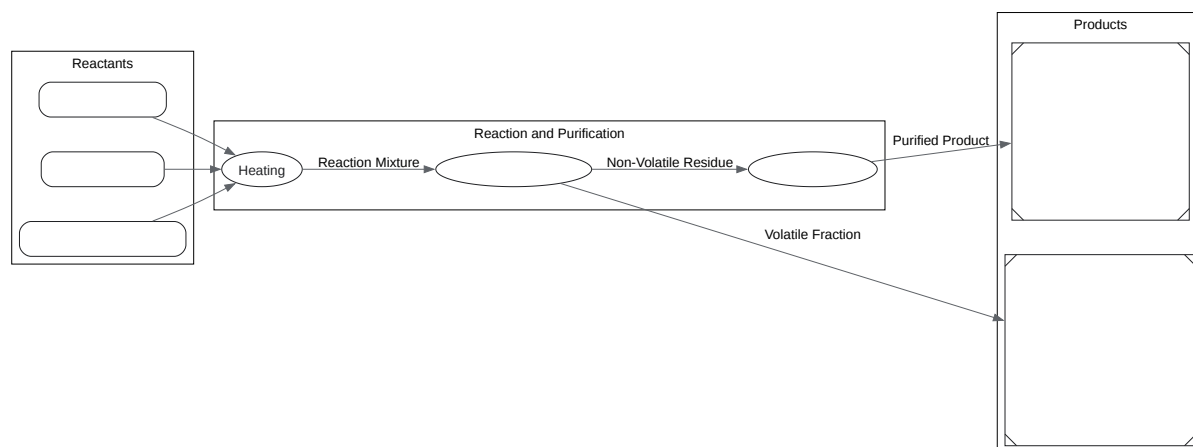 Products
Reactants
Reaction and Purification
Heating
Reaction Mixture
Non-Volatile Residue
Purified Product
Volatile Fraction